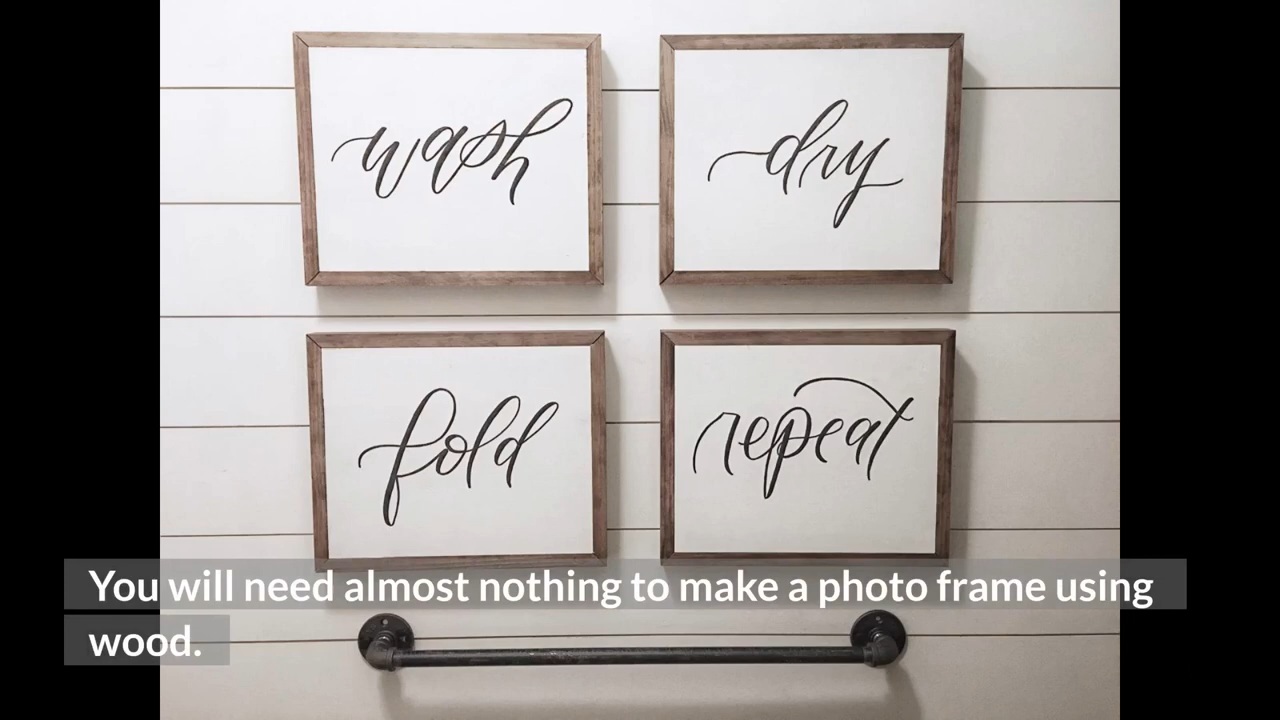 wash
dry
fold
repeat
You will need almost nothing to make a photo frame using
wood.